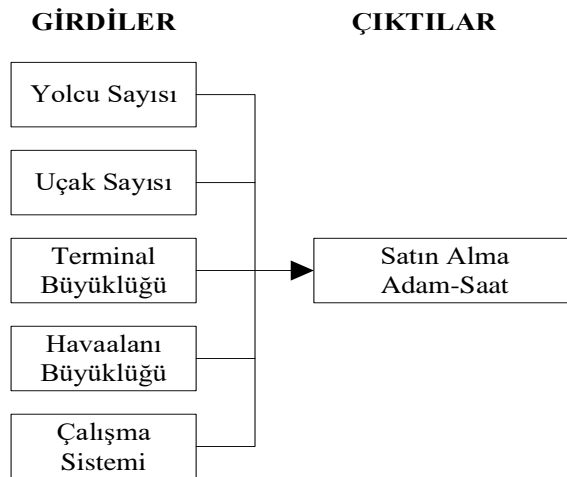 GİRDİLER
ÇIKTILAR
Yolcu Sayısı
Uçak Sayısı
Terminal
Büyüklüğü
Havaalanı
Büyüklüğü
Çalışma
Sistemi
Satın Alma
Adam-Saat